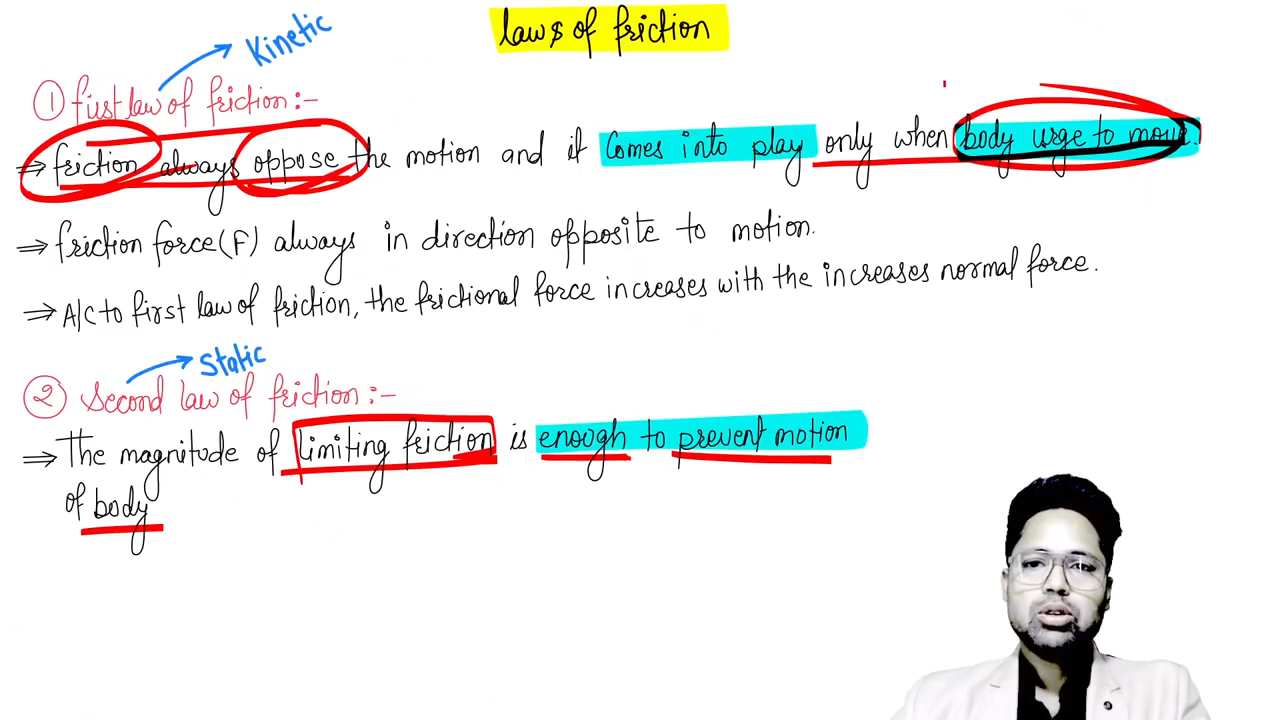 laws of friction
Kinetic
① first law of friction :-
⇒ friction always oppose the motion and it comes into play only when body urge to move.
⇒ friction force(F) always in direction opposite to motion.
⇒ A/c to first law of friction, the frictional force increases with the increases normal force.
Static
② Second law of friction :-
⇒ The magnitude of limiting friction is enough to prevent motion
of body